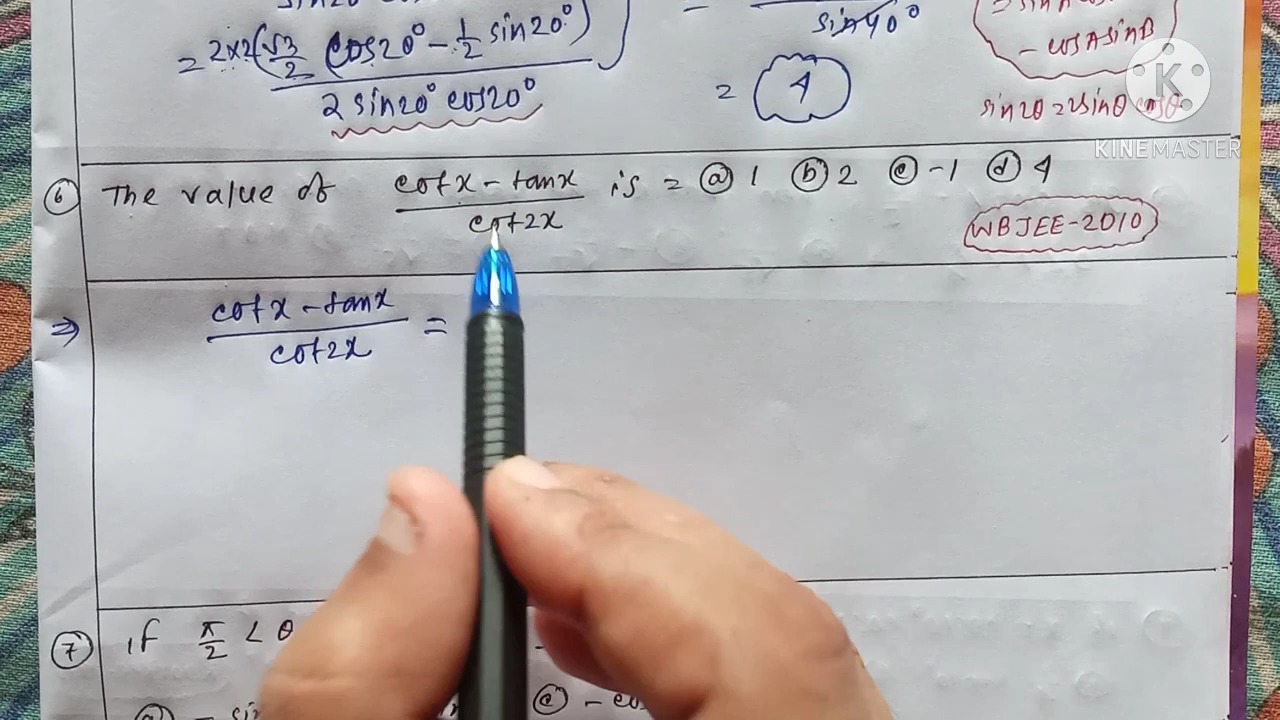 = 2×2(√3/2 cos20° - 1/2 sin20°) / 2 sin20° cos20°
sin40°
= 4
- cosA sinB
sin2θ = 2sinθ cosθ
K
KINEMASTER
⑥ The value of cotx - tanx / cot2x is = ⓐ 1 ⓑ 2 ⓒ -1 ⓓ 4
WBJEE-2010
⇒ cotx - tanx / cot2x =
⑦ if π/2 < θ